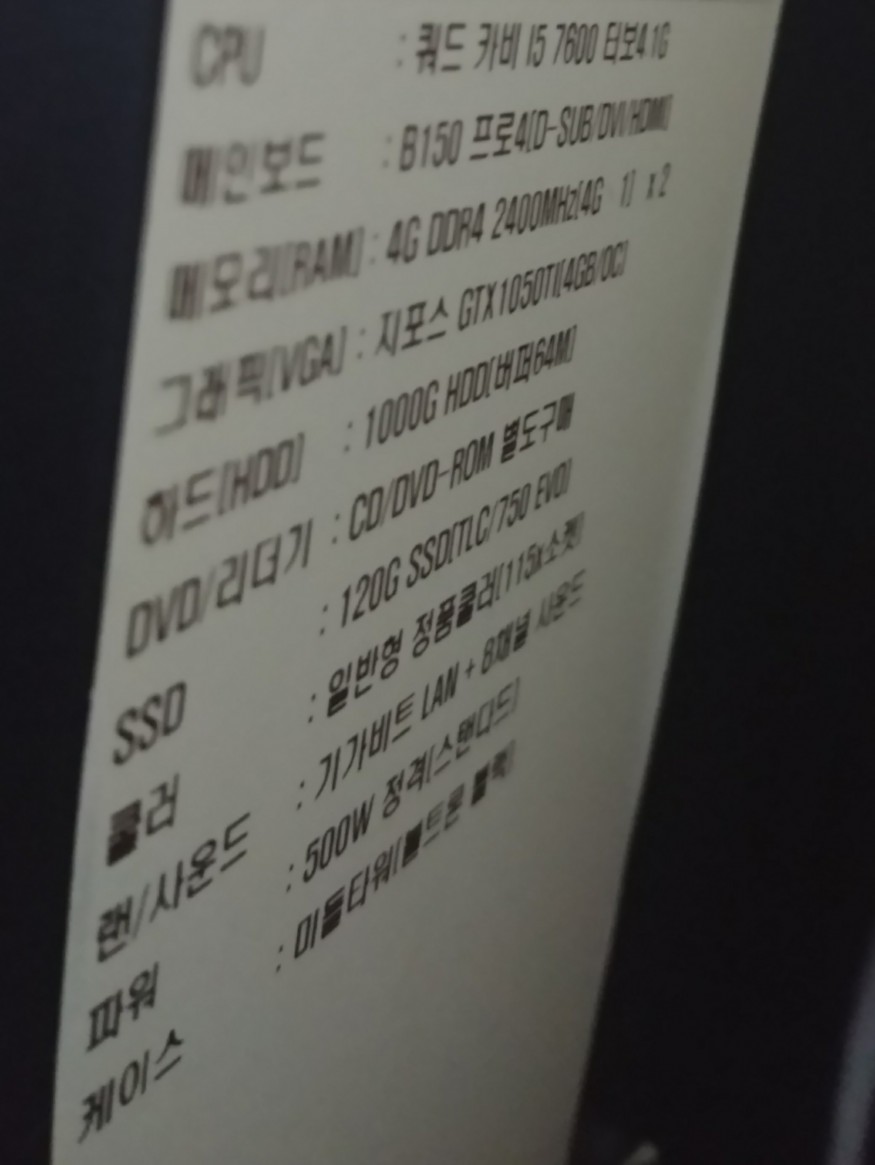 CPU : 쿼드 카비 I5 7600 터보4.1G
메인보드 : B150 프로4[D-SUB/DVI/HDMI]
메모리[RAM] : 4G DDR4 2400MHz[4G 1] x 2
그래픽[VGA] : 지포스 GTX1050TI[4GB/OC]
하드[HDD] : 1000G HDD[버퍼64M]
DVD/리더기 : CD/DVD-ROM 별도구매
SSD : 120G SSD[TLC/750 EVO]
쿨러 : 일반형 정품쿨러[115x소켓]
랜/사운드 : 기가비트 LAN + 8채널 사운드
파워 : 500W 정격[스탠다드]
케이스 : 미들타워[볼트론 블랙]